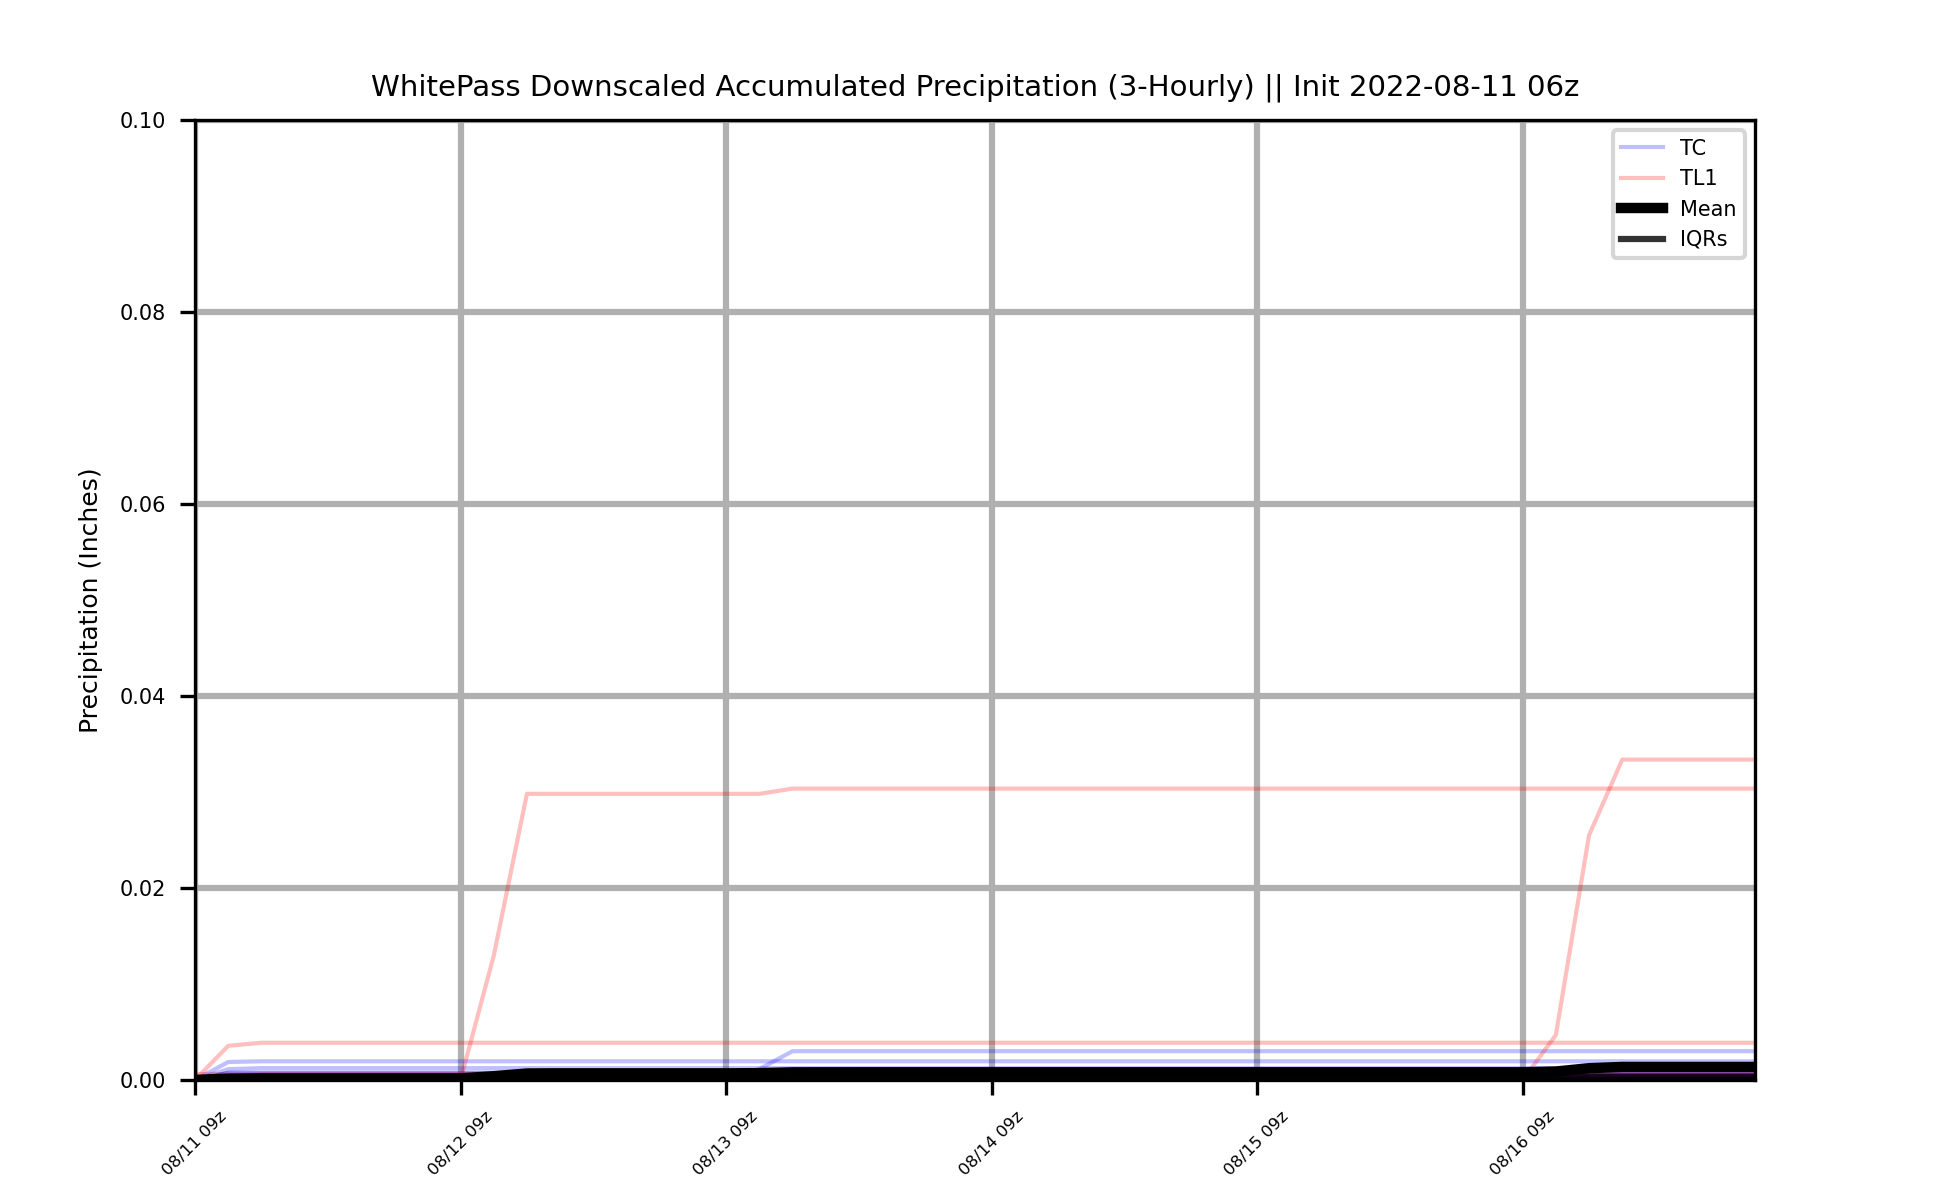 WhitePass Downscaled Accumulated Precipitation (3-Hourly) || Init 2022-08-11 06z
TC
TL1
Mean
IQRs
Precipitation (Inches)
0.10
0.08
0.06
0.04
0.02
0.00
08/11 09z
08/12 09z
08/13 09z
08/14 09z
08/15 09z
08/16 09z